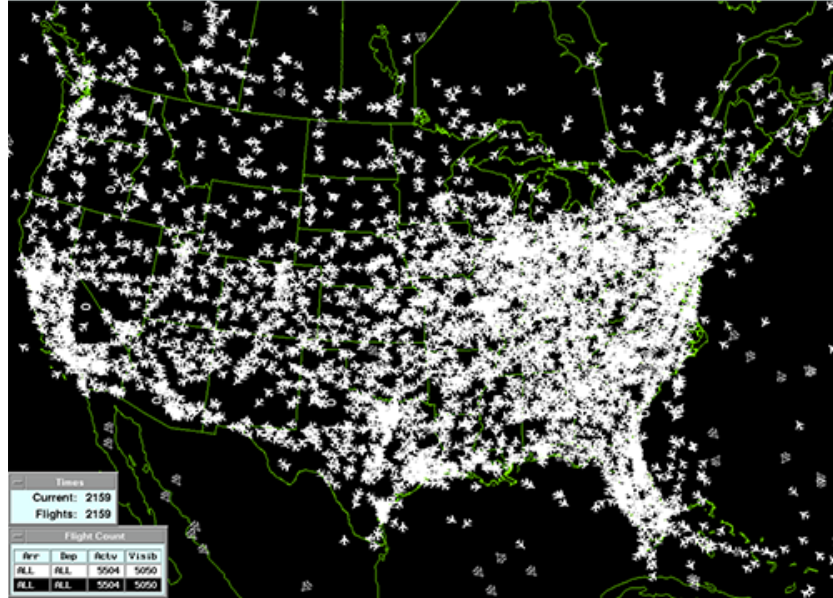 Times
Current: 2159
Flights: 2159
Flight Count
Arr Dep Actv Visib
ALL ALL 5504 5050
ALL ALL 5504 5050